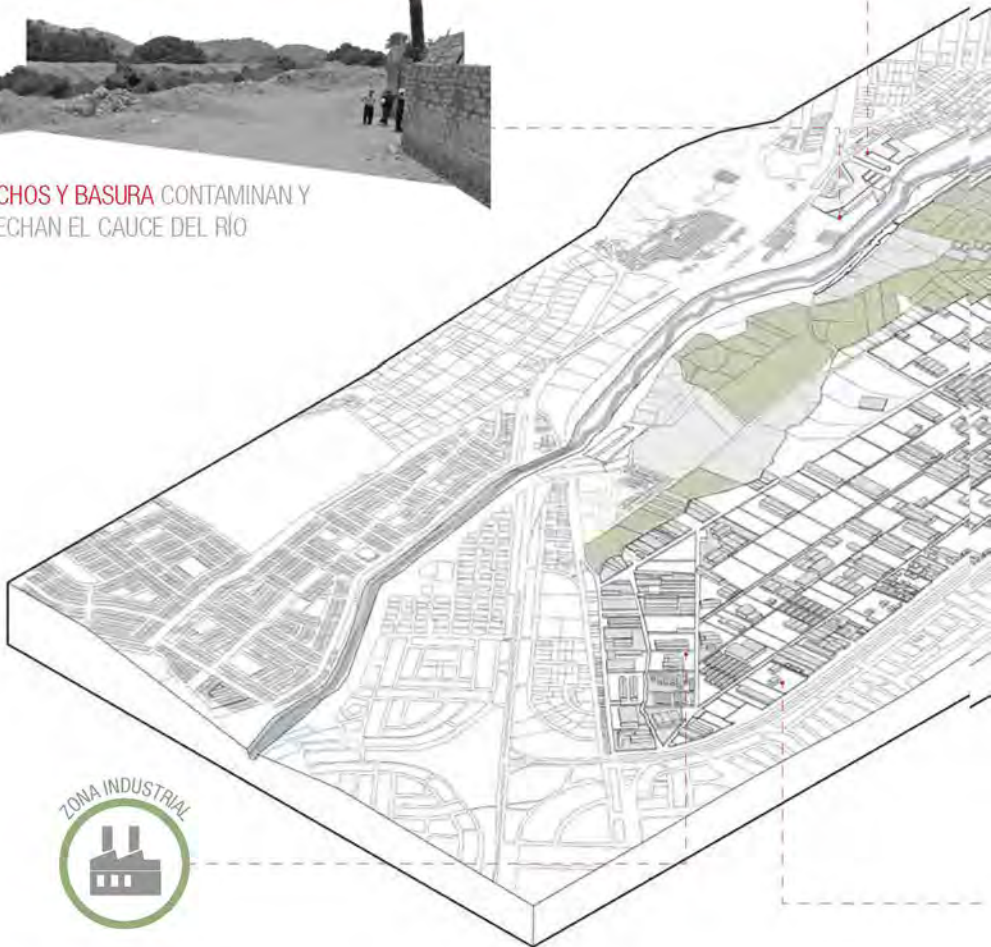 CHOS Y BASURA CONTAMINAN Y
ECHAN EL CAUCE DEL RÍO
ZONA INDUSTRIAL